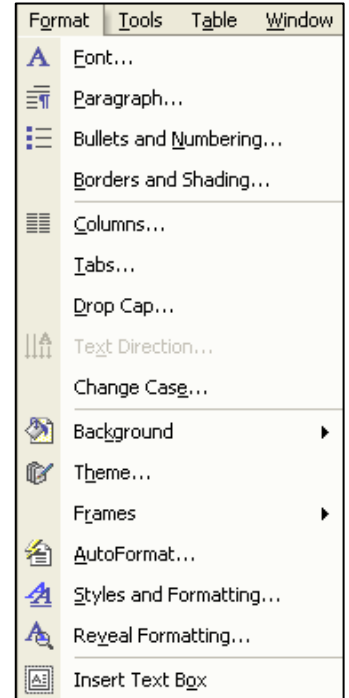 Format Tools Table Window
Font...
Paragraph...
Bullets and Numbering...
Borders and Shading...
Columns...
Tabs...
Drop Cap...
Text Direction...
Change Case...
Background
Theme...
Frames
AutoFormat...
Styles and Formatting...
Reveal Formatting...
Insert Text Box